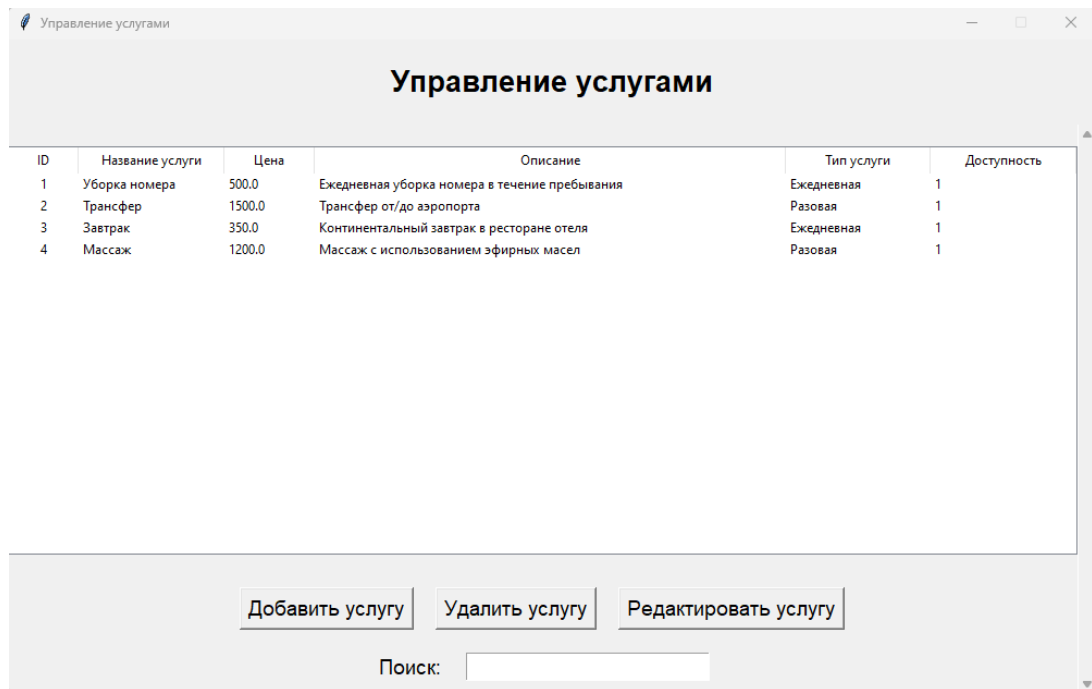 Управление услугами
Управление услугами
ID Название услуги Цена Описание Тип услуги Доступность
1 Уборка номера 500.0 Ежедневная уборка номера в течение пребывания Ежедневная 1
2 Трансфер 1500.0 Трансфер от/до аэропорта Разовая 1
3 Завтрак 350.0 Континентальный завтрак в ресторане отеля Ежедневная 1
4 Массаж 1200.0 Массаж с использованием эфирных масел Разовая 1
Добавить услугу Удалить услугу Редактировать услугу
Поиск: